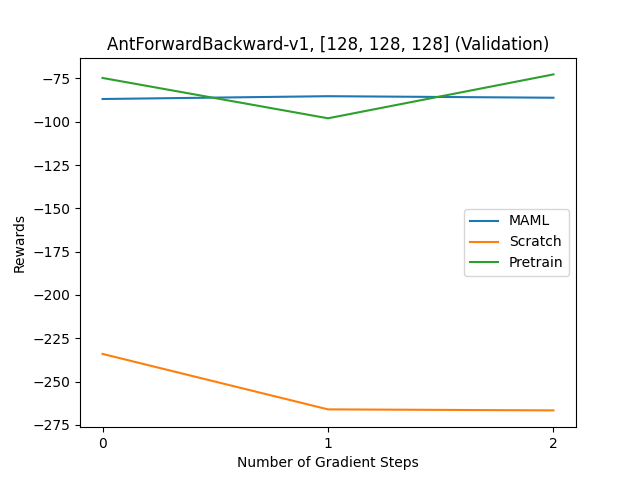 AntForwardBackward-v1, [128, 128, 128] (Validation)
−75
−100
−125
−150
−175
−200
−225
−250
−275
Rewards
MAML
Scratch
Pretrain
0
1
2
Number of Gradient Steps